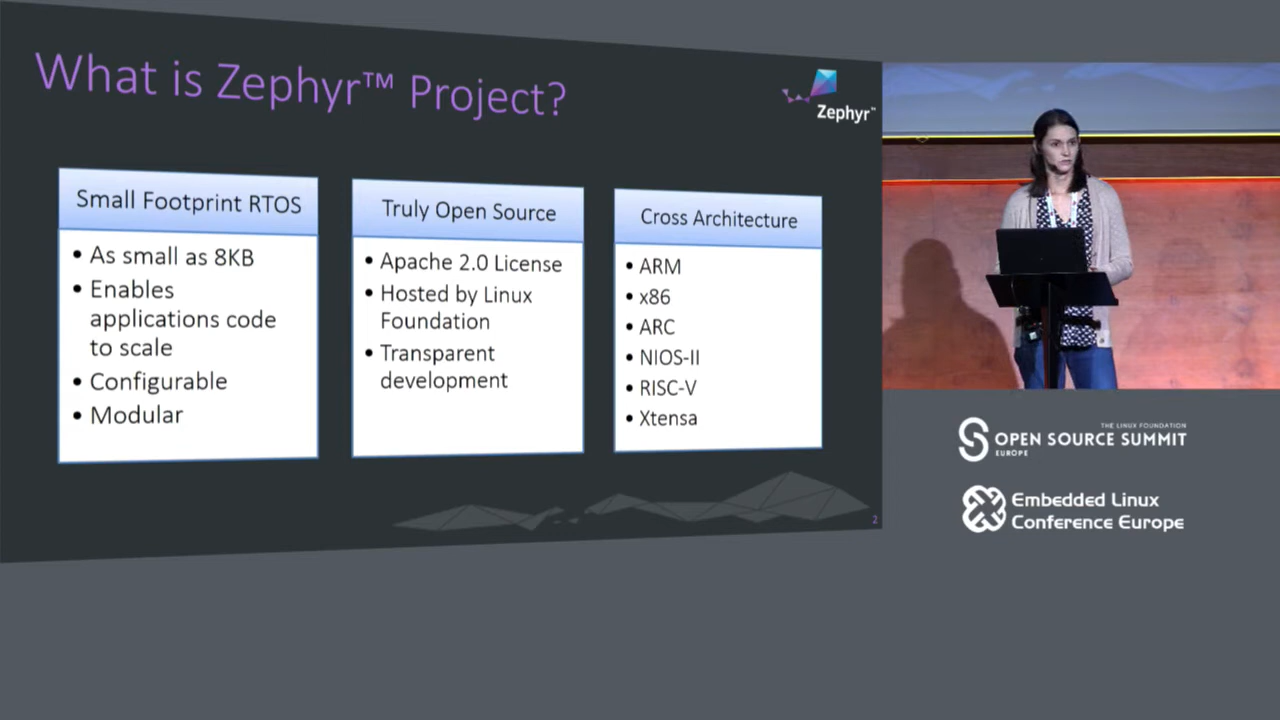 What is Zephyr™ Project?
Zephyr™
Small Footprint RTOS
• As small as 8KB
• Enables
applications code
to scale
• Configurable
• Modular
Truly Open Source
• Apache 2.0 License
• Hosted by Linux
Foundation
• Transparent
development
Cross Architecture
• ARM
• x86
• ARC
• NIOS-II
• RISC-V
• Xtensa
2
THE LINUX FOUNDATION
OPEN SOURCE SUMMIT
EUROPE
Embedded Linux
Conference Europe